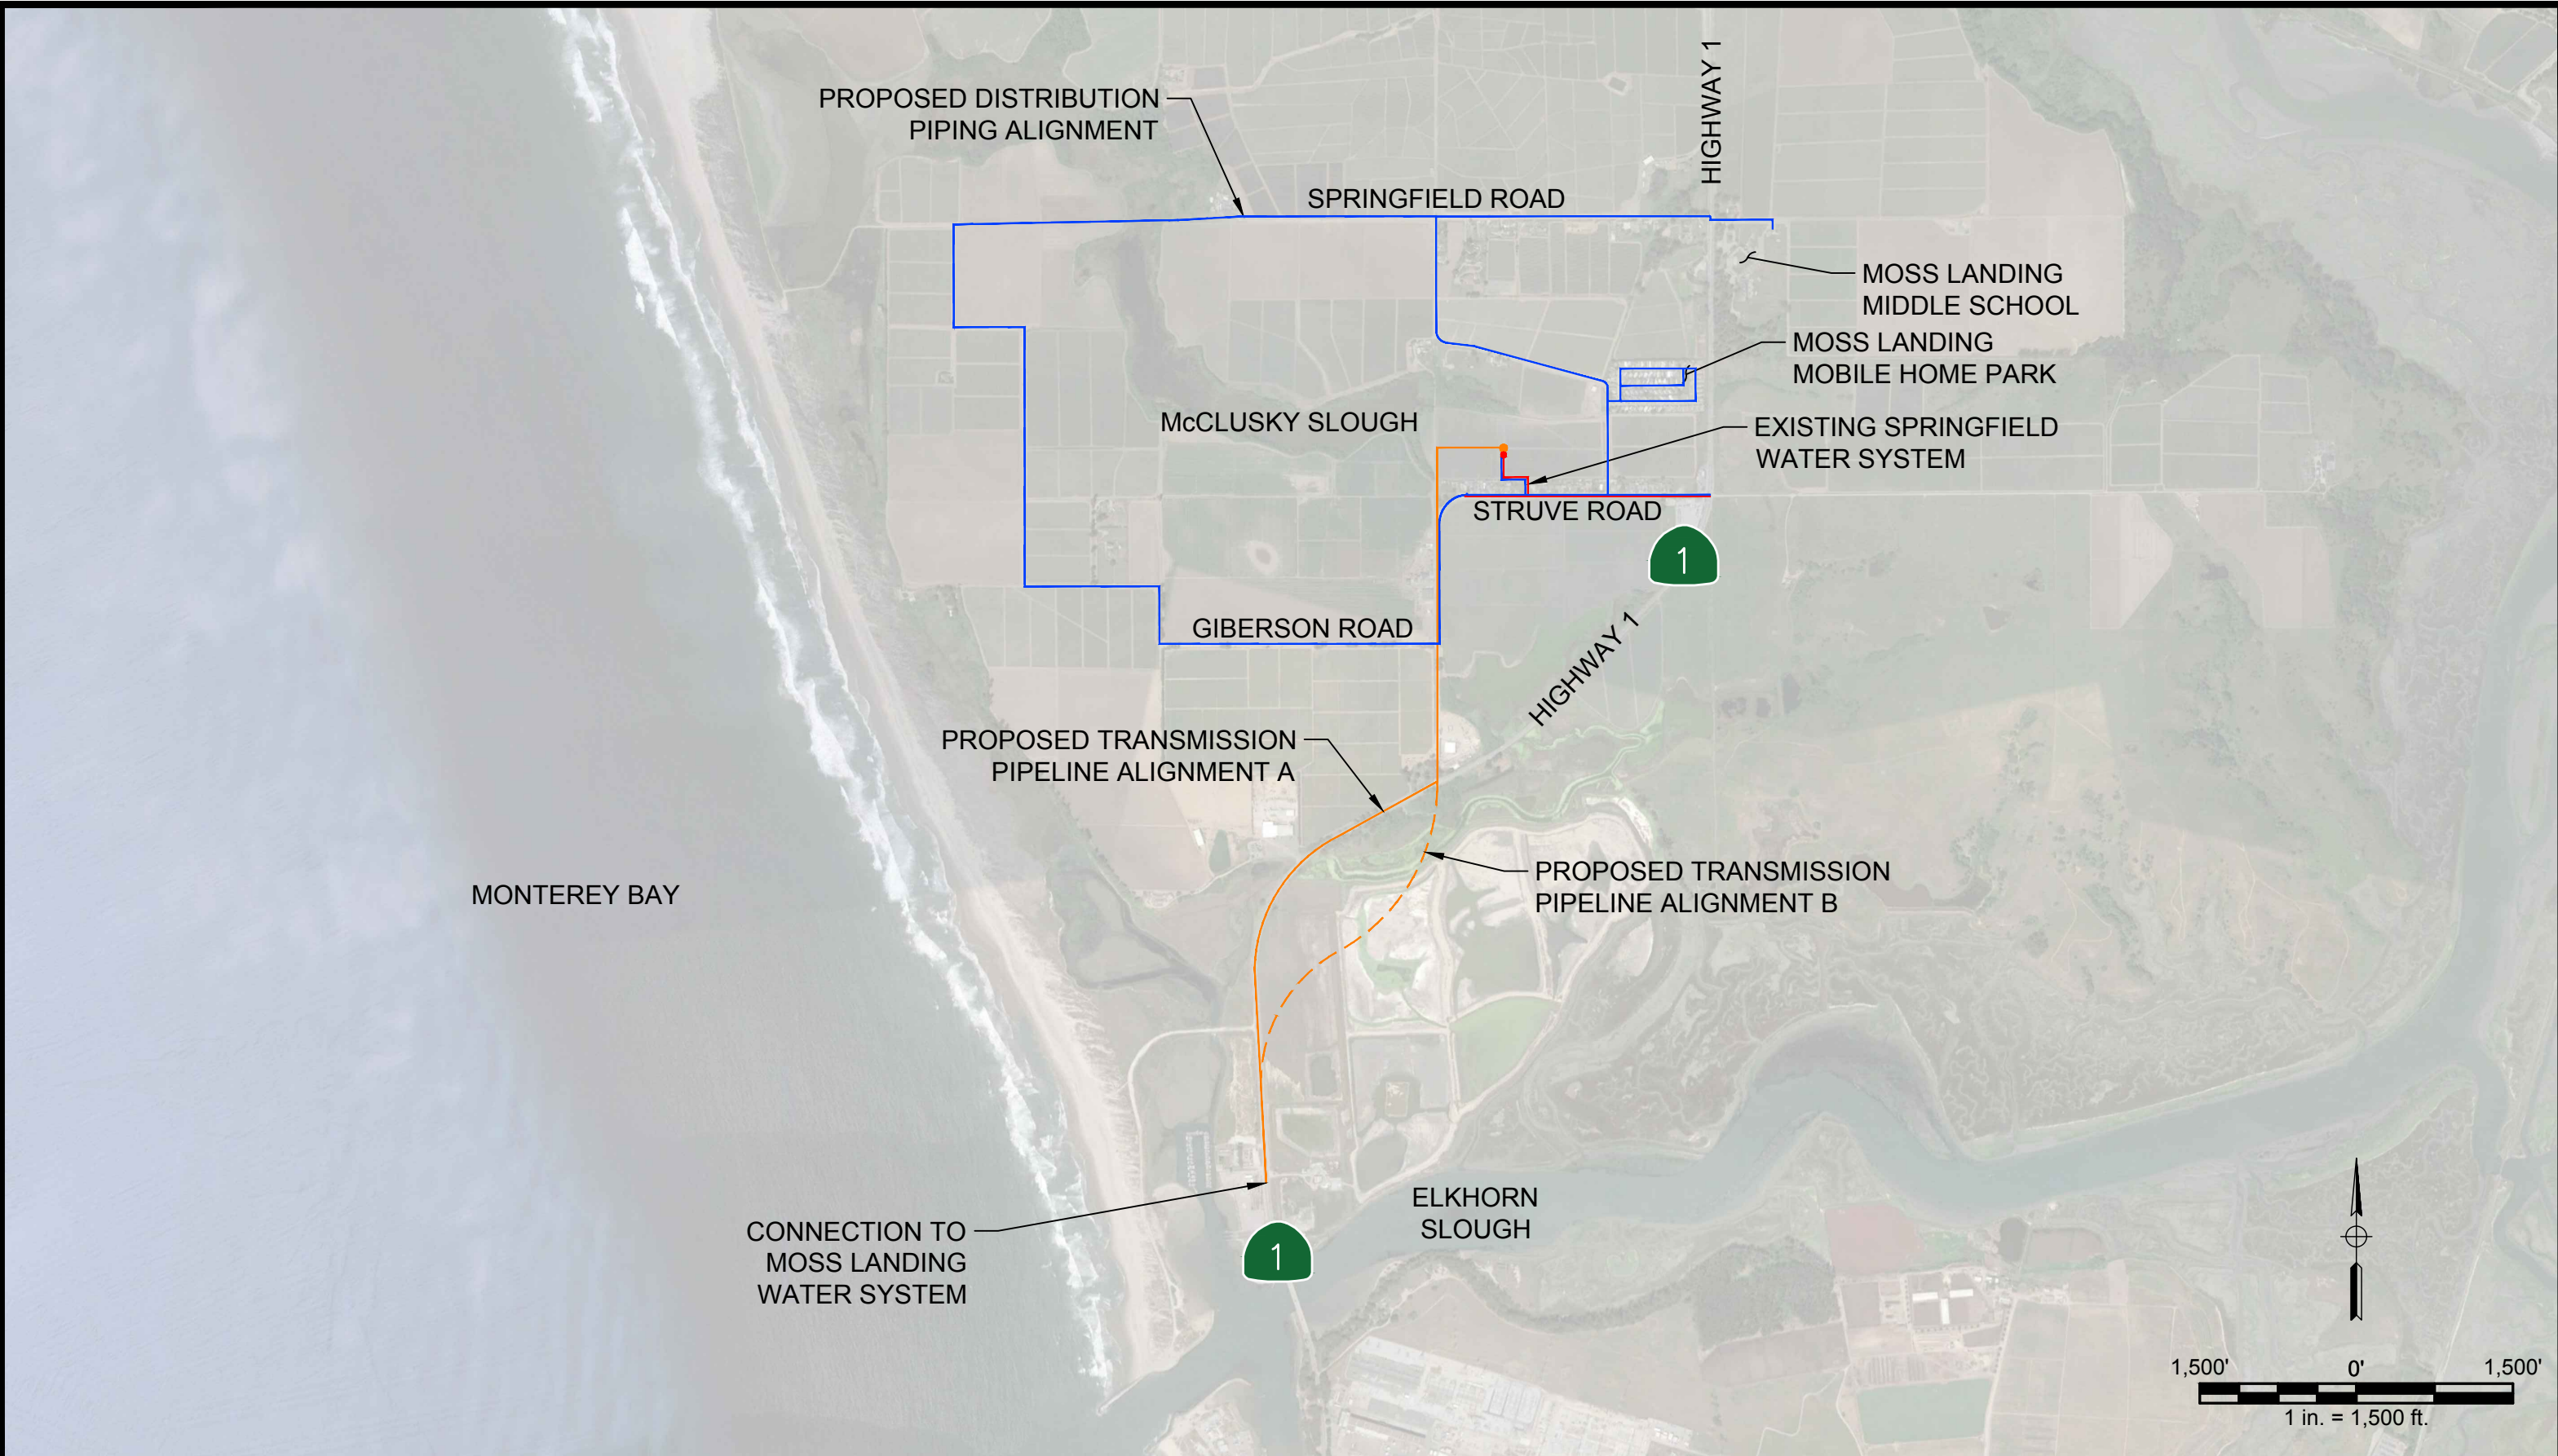 HIGHWAY 1
PROPOSED DISTRIBUTION
PIPING ALIGNMENT
SPRINGFIELD ROAD
MOSS LANDING
MIDDLE SCHOOL
MOSS LANDING
MOBILE HOME PARK
McCLUSKY SLOUGH
EXISTING SPRINGFIELD
WATER SYSTEM
STRUVE ROAD
1
GIBERSON ROAD
HIGHWAY 1
PROPOSED TRANSMISSION
PIPELINE ALIGNMENT A
PROPOSED TRANSMISSION
PIPELINE ALIGNMENT B
MONTEREY BAY
ELKHORN
SLOUGH
CONNECTION TO
MOSS LANDING
WATER SYSTEM
1
1,500' 0' 1,500'
1 in. = 1,500 ft.